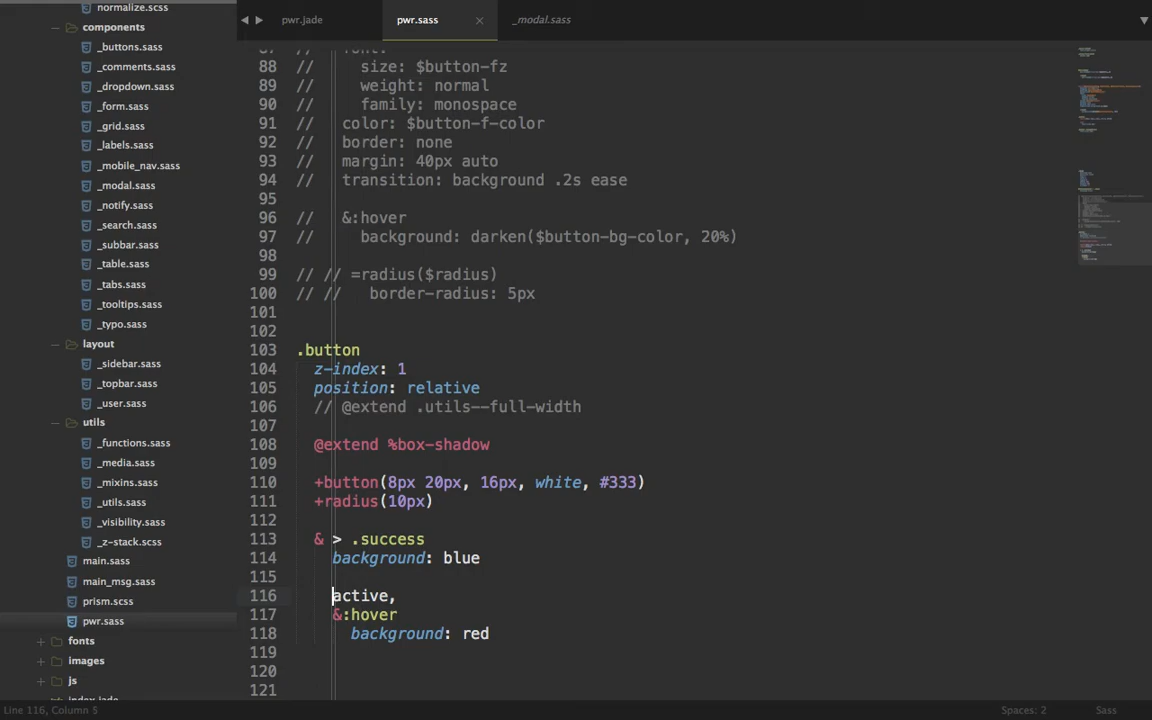 normalize.scss
components
_buttons.sass
_comments.sass
_dropdown.sass
_form.sass
_grid.sass
_labels.sass
_mobile_nav.sass
_modal.sass
_notify.sass
_search.sass
_subbar.sass
_table.sass
_tabs.sass
_tooltips.sass
_typo.sass
layout
_sidebar.sass
_topbar.sass
_user.sass
utils
_functions.sass
_media.sass
_mixins.sass
_utils.sass
_visibility.sass
_z-stack.scss
main.sass
main_msg.sass
prism.scss
pwr.sass
fonts
images
js
index.jade
pwr.jade
pwr.sass
_modal.sass
87 // font:
88 // size: $button-fz
89 // weight: normal
90 // family: monospace
91 // color: $button-f-color
92 // border: none
93 // margin: 40px auto
94 // transition: background .2s ease
95
96 // &:hover
97 // background: darken($button-bg-color, 20%)
98
99 // // =radius($radius)
100 // // border-radius: 5px
101
102
103 .button
104 z-index: 1
105 position: relative
106 // @extend .utils--full-width
107
108 @extend %box-shadow
109
110 +button(8px 20px, 16px, white, #333)
111 +radius(10px)
112
113 & > .success
114 background: blue
115
116 active,
117 &:hover
118 background: red
119
120
121
Line 116, Column 5
Spaces: 2
Sass